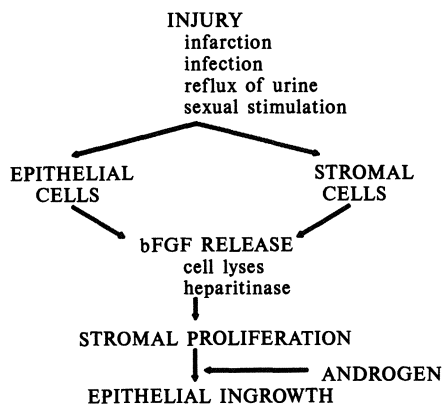 INJURY
infarction
infection
reflux of urine
sexual stimulation
EPITHELIAL
CELLS
STROMAL
CELLS
bFGF RELEASE
cell lyses
heparitinase
STROMAL PROLIFERATION
ANDROGEN
EPITHELIAL INGROWTH